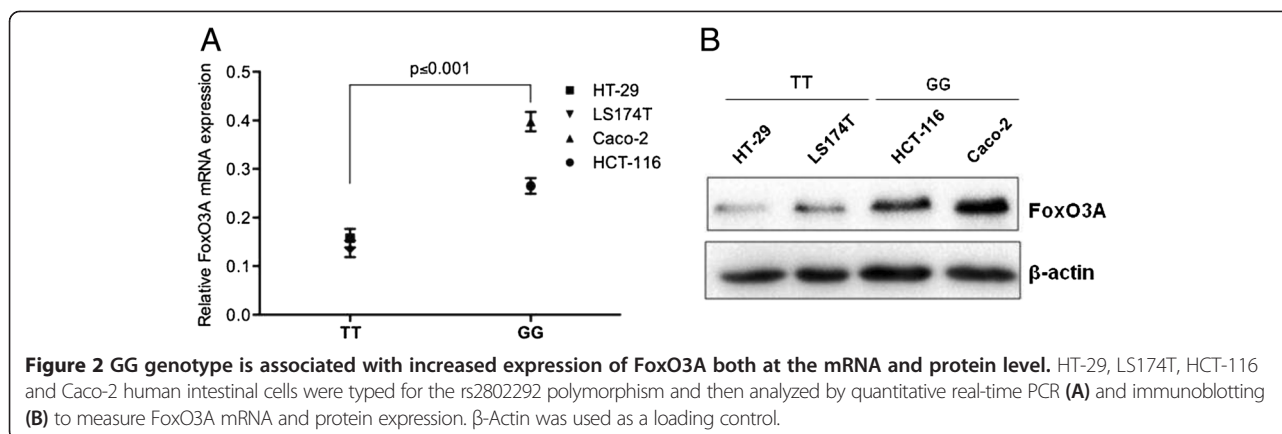 A
Relative FoxO3A mRNA expression
0.5
0.4
0.3
0.2
0.1
0.0
p≤0.001
HT-29
LS174T
Caco-2
HCT-116
TT
GG
B
TT
GG
HT-29
LS174T
HCT-116
Caco-2
FoxO3A
β-actin
Figure 2 GG genotype is associated with increased expression of FoxO3A both at the mRNA and protein level. HT-29, LS174T, HCT-116
and Caco-2 human intestinal cells were typed for the rs2802292 polymorphism and then analyzed by quantitative real-time PCR (A) and immunoblotting
(B) to measure FoxO3A mRNA and protein expression. β-Actin was used as a loading control.